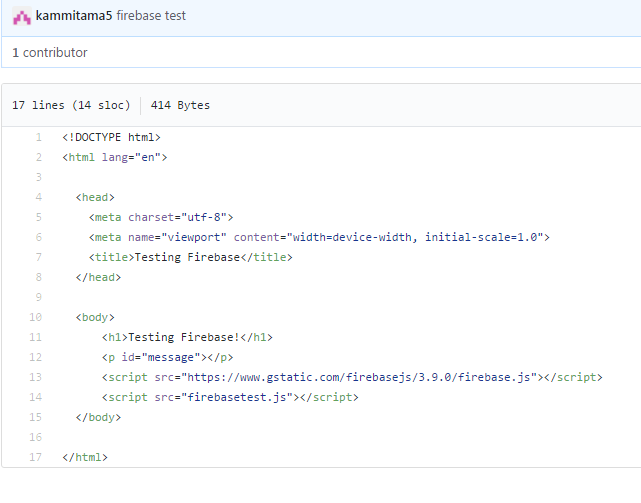 kammitama5 firebase test
1 contributor
17 lines (14 sloc) 414 Bytes
1 <!DOCTYPE html>
2 <html lang="en">
3
4 <head>
5 <meta charset="utf-8">
6 <meta name="viewport" content="width=device-width, initial-scale=1.0">
7 <title>Testing Firebase</title>
8 </head>
9
10 <body>
11 <h1>Testing Firebase!</h1>
12 <p id="message"></p>
13 <script src="https://www.gstatic.com/firebasejs/3.9.0/firebase.js"></script>
14 <script src="firebasetest.js"></script>
15 </body>
16
17 </html>